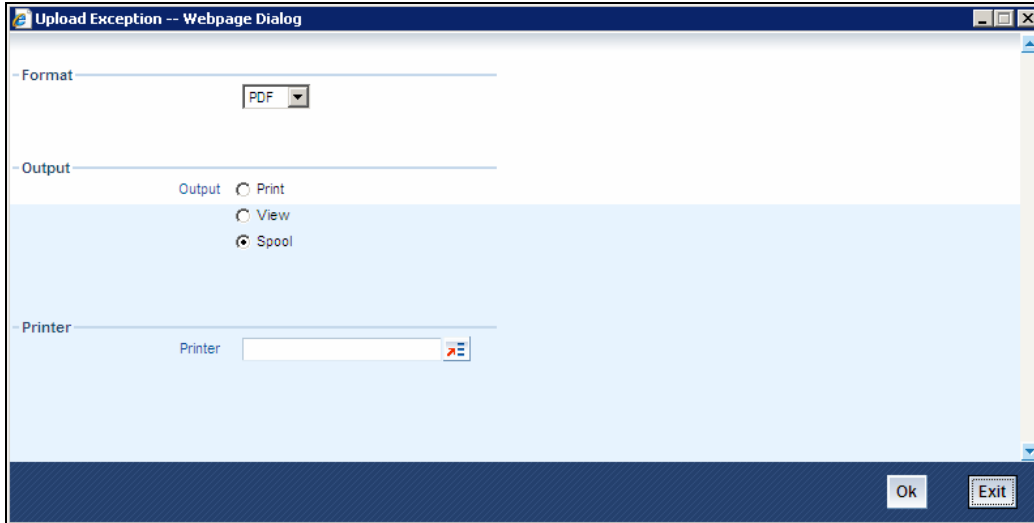 Upload Exception -- Webpage Dialog
Format
PDF
Output
Output Print
View
Spool
Printer
Printer
Ok Exit